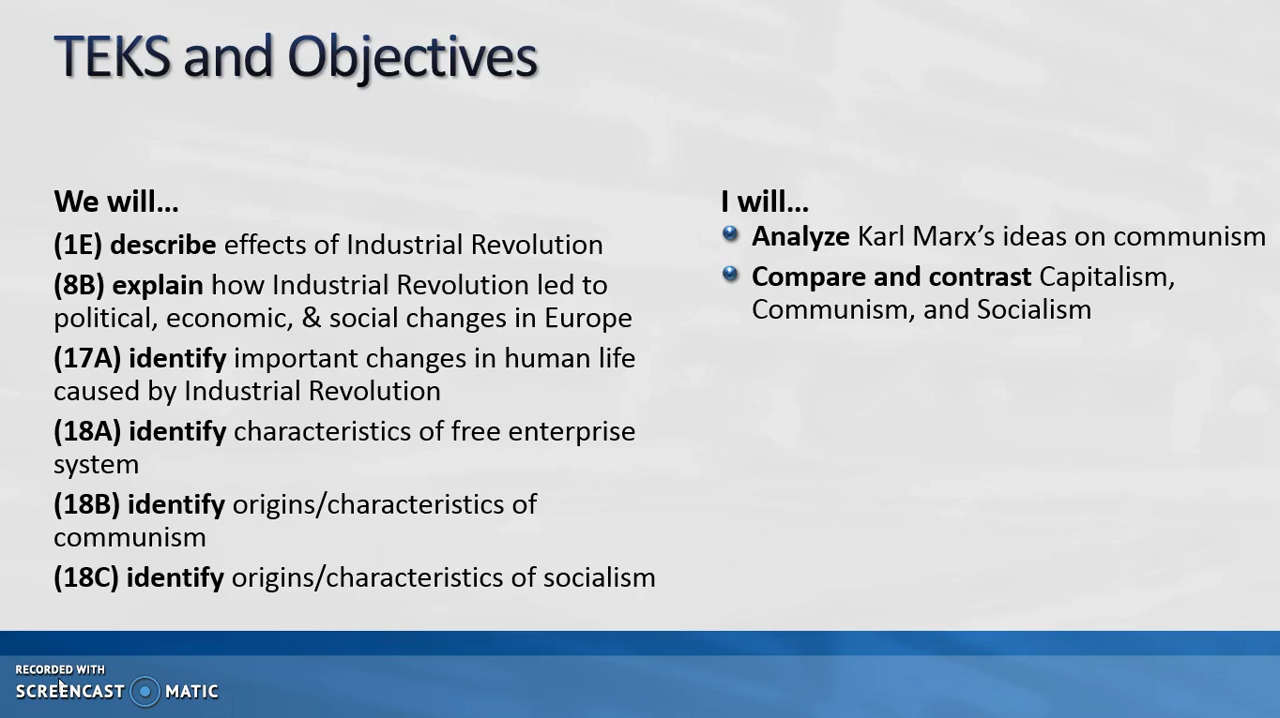 TEKS and Objectives
We will...
(1E) describe effects of Industrial Revolution
(8B) explain how Industrial Revolution led to
political, economic, & social changes in Europe
(17A) identify important changes in human life
caused by Industrial Revolution
(18A) identify characteristics of free enterprise
system
(18B) identify origins/characteristics of
communism
(18C) identify origins/characteristics of socialism
I will...
Analyze Karl Marx’s ideas on communism
Compare and contrast Capitalism,
Communism, and Socialism
RECORDED WITH
SCREENCAST MATIC